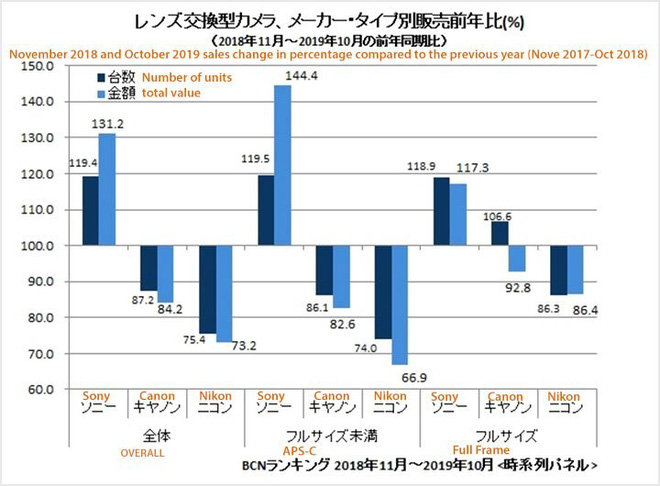 レンズ交換型カメラ、メーカー・タイプ別販売前年比(%)
（2018年11月～2019年10月の前年同期比）
November 2018 and October 2019 sales change in percentage compared to the previous year (Nove 2017-Oct 2018)
150.0
140.0
130.0
120.0
110.0
100.0
90.0
80.0
70.0
60.0
台数 Number of units
金額 total value
119.4
131.2
87.2
84.2
75.4
73.2
119.5
144.4
86.1
82.6
74.0
66.9
118.9
117.3
106.6
92.8
86.3
86.4
Sony Canon Nikon Sony Canon Nikon Sony Canon Nikon
ソニー キヤノン ニコン ソニー キヤノン ニコン ソニー キヤノン ニコン
全体 フルサイズ未満 フルサイズ
OVERALL APS-C Full Frame
BCNランキング 2018年11月～2019年10月 <時系列パネル>